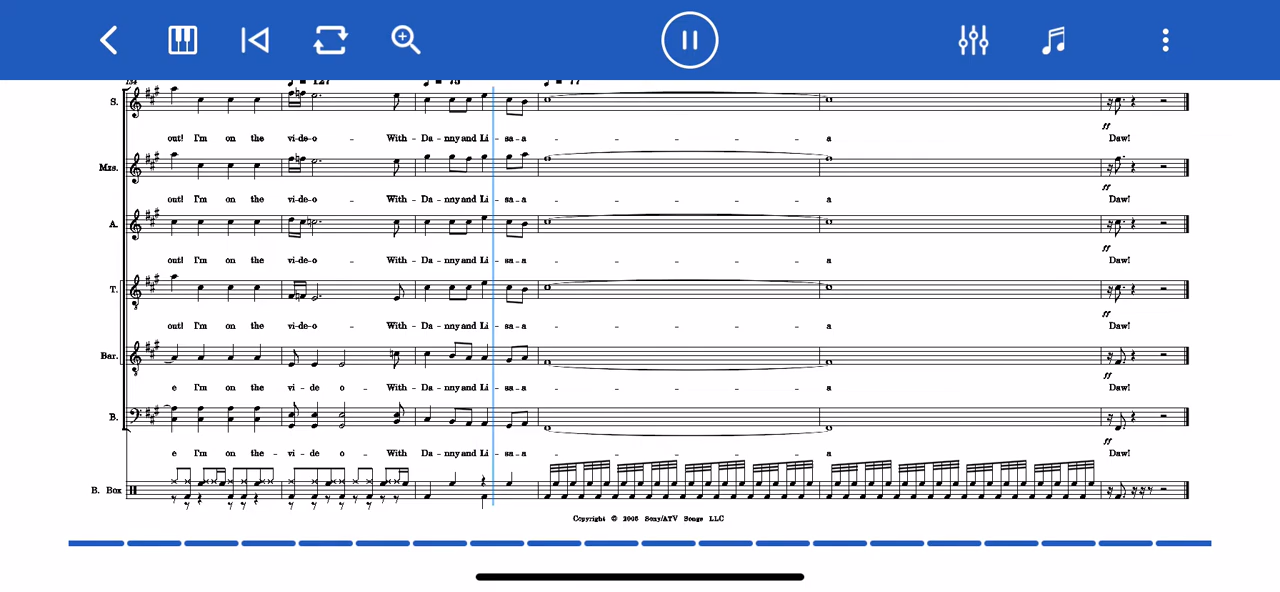 134 127 75 77
S.
out! I'm on the vi-de-o - With - Da - nny and Li - sa - a - - - a Daw!
ff
Mzs.
out! I'm on the vi-de-o - With - Da - nny and Li - sa - a - - - a Daw!
ff
A.
out! I'm on the vi-de-o - With - Da - nny and Li - sa - a - - - a Daw!
ff
T.
out! I'm on the vi-de-o - With - Da - nny and Li - sa - a - - - a Daw!
ff
Bar.
e I'm on the vi - de o - With - Da - nny and Li - sa - a - - - a Daw!
ff
B.
e I'm on the - vi - de o - With Da - nny and Li - sa - a - - - a Daw!
ff
B. Box
Copyright © 2005 Sony/ATV Songs LLC